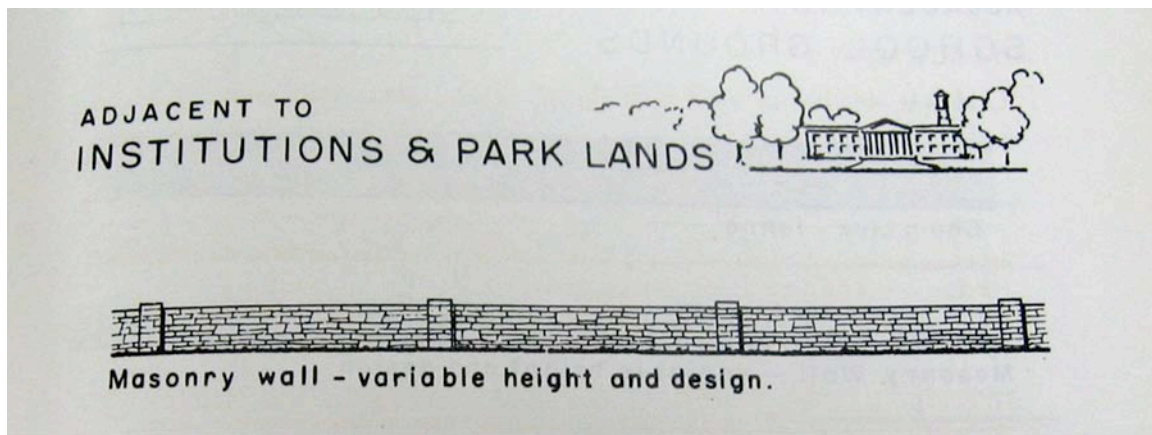 ADJACENT TO
INSTITUTIONS & PARK LANDS
Masonry wall - variable height and design.